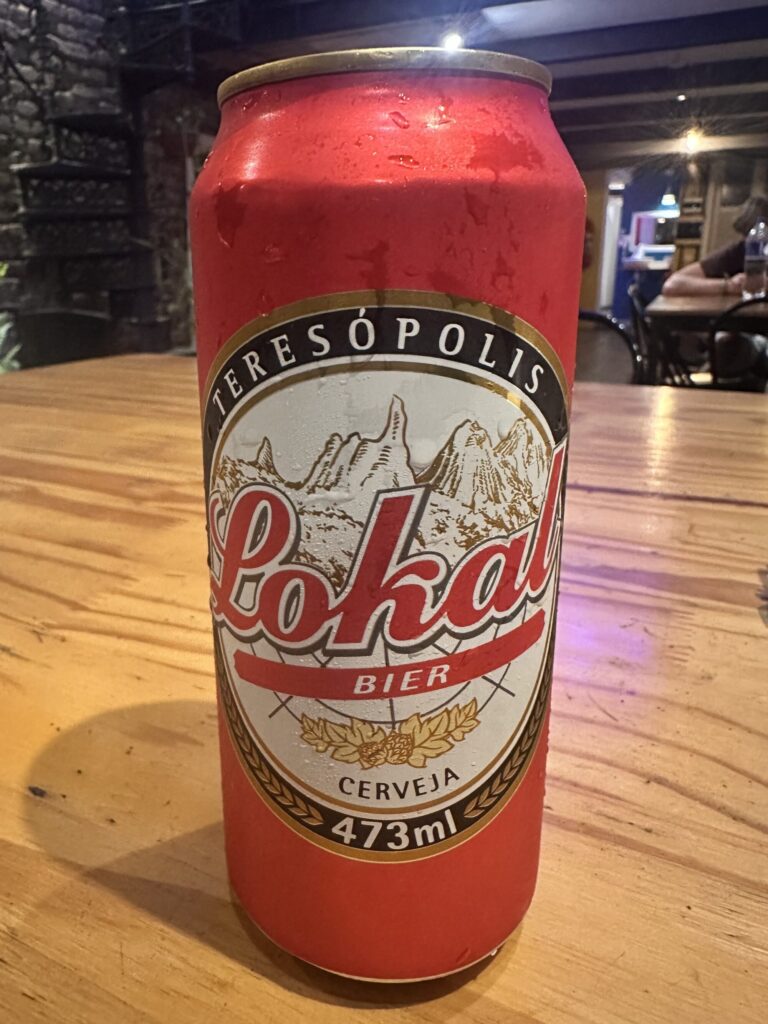 TERESÓPOLIS
Lokal
BIER
CERVEJA
473ml